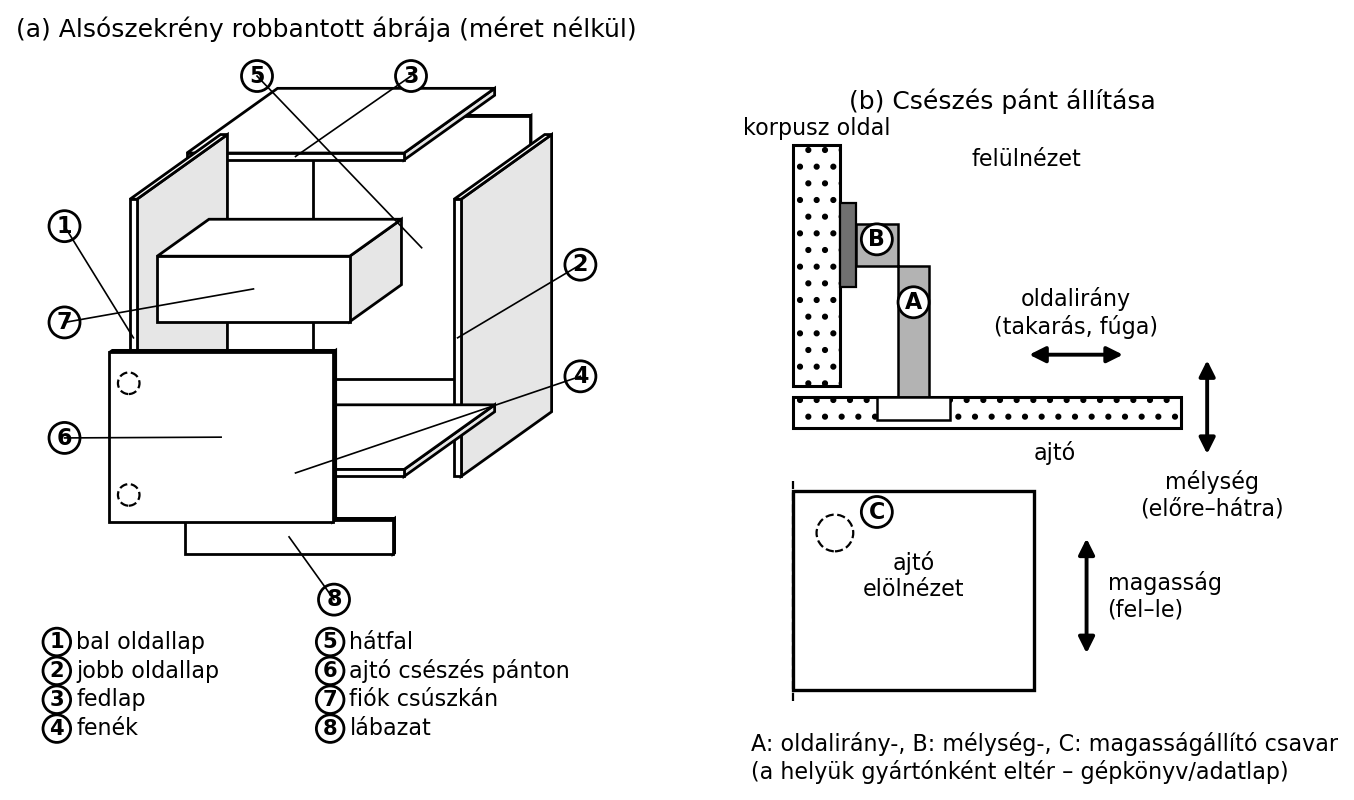 (a) Alsószekrény robbantott ábrája (méret nélkül)
5
3
1
2
7
4
6
8
1 bal oldallap
2 jobb oldallap
3 fedlap
4 fenék
5 hátfal
6 ajtó csészés pánton
7 fiók csúszkán
8 lábazat
(b) Csészés pánt állítása
korpusz oldal
felülnézet
B
A
oldalirány
(takarás, fúga)
ajtó
mélység
(előre–hátra)
C
ajtó
elölnézet
magasság
(fel–le)
A: oldalirány-, B: mélység-, C: magasságállító csavar
(a helyük gyártónként eltér – gépkönyv/adatlap)